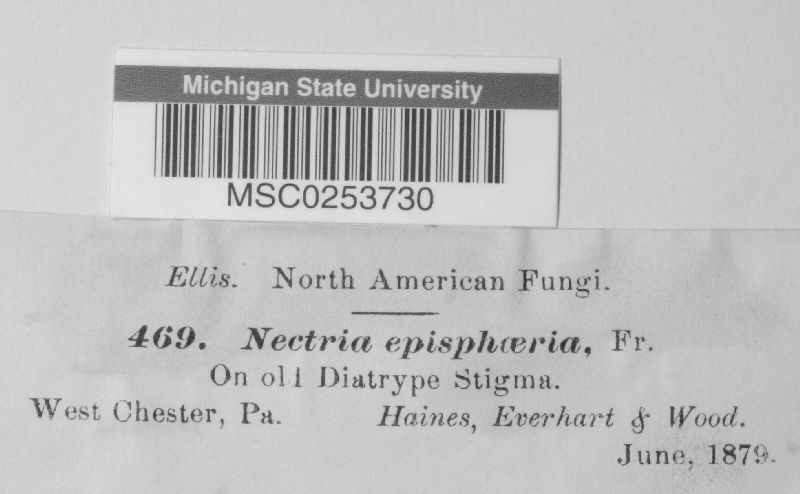 Michigan State University
MSC0253730
Ellis. North American Fungi.
469. Nectria episphæria, Fr.
On old Diatrype Stigma.
West Chester, Pa. Haines, Everhart & Wood.
June, 1879.